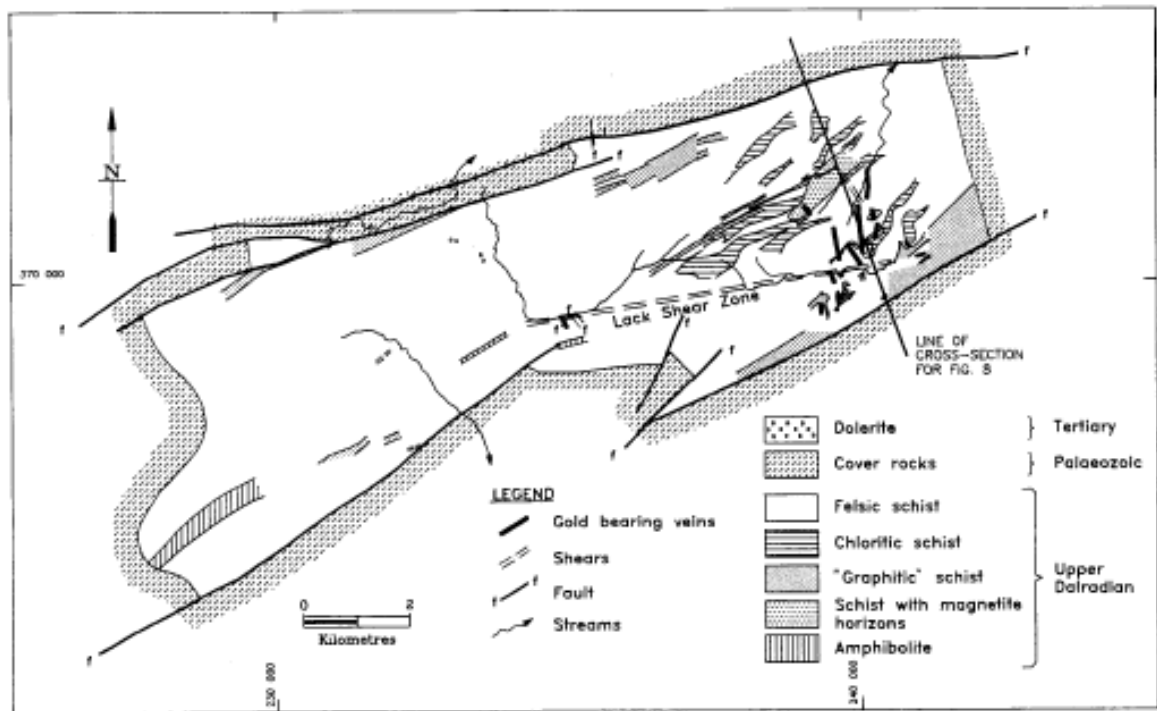 f
f
N
f
f
f
370 000
f
f
f
Lack Shear Zone
f
f
f
LINE OF
CROSS-SECTION
FOR FIG. 8
f
f
LEGEND
Gold bearing veins
Shears
f Fault
Streams
0 2
Kilometres
Dolerite } Tertiary
Cover rocks } Palaeozoic
Felsic schist
Chloritic schist
"Graphitic" schist
Schist with magnetite
horizons
Amphibolite
Upper
Dalradian
f
230 000
240 000